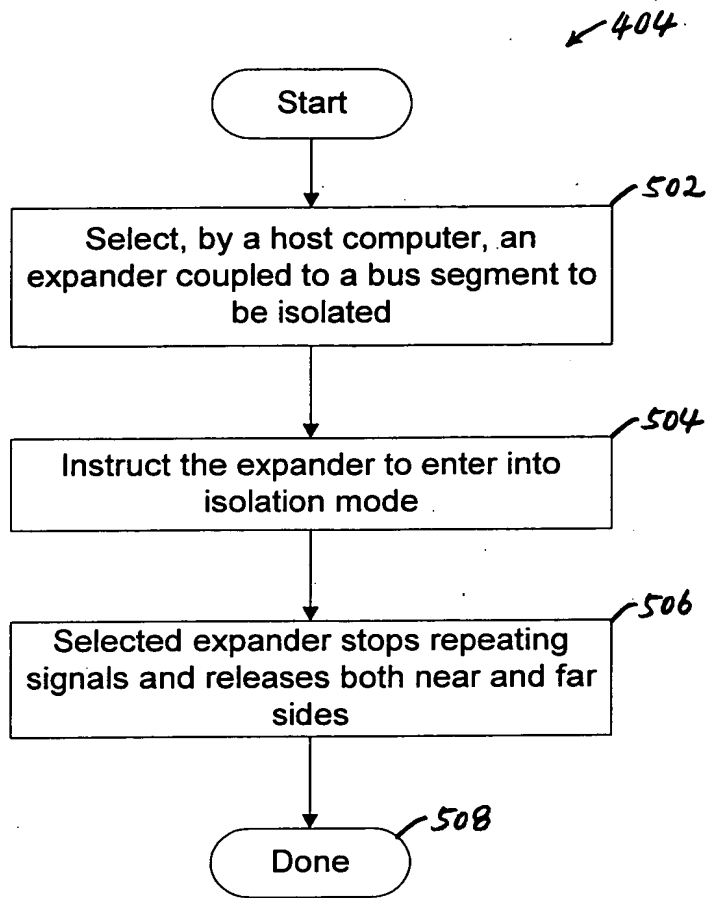 404
Start
502
Select, by a host computer, an
expander coupled to a bus segment to
be isolated
504
Instruct the expander to enter into
isolation mode
506
Selected expander stops repeating
signals and releases both near and far
sides
508
Done